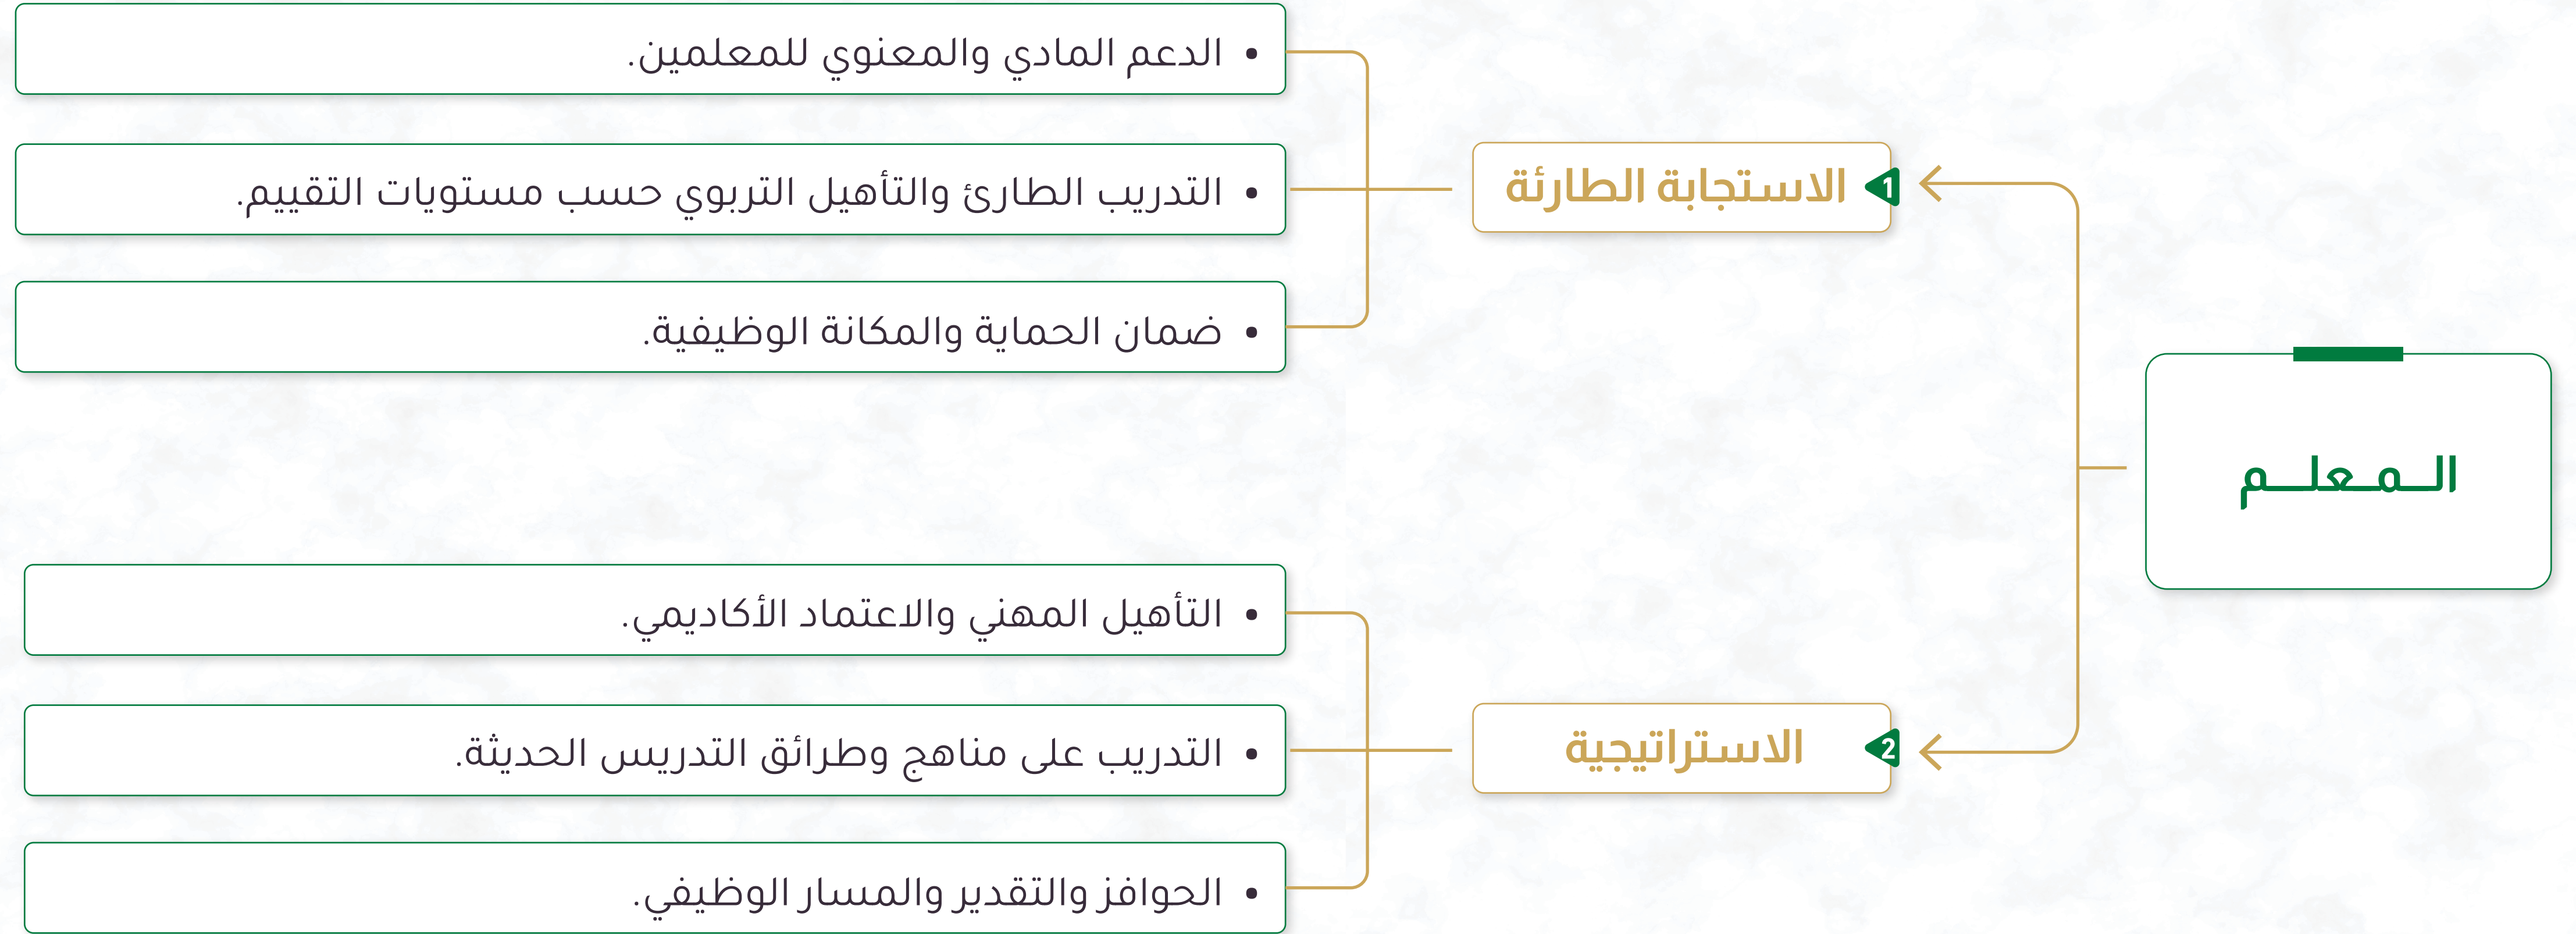 الـمـعلـم
1 الاستجابة الطارئة
• الدعم المادي والمعنوي للمعلمين.
• التدريب الطارئ والتأهيل التربوي حسب مستويات التقييم.
• ضمان الحماية والمكانة الوظيفية.
2 الاستراتيجية
• التأهيل المهني والاعتماد الأكاديمي.
• التدريب على مناهج وطرائق التدريس الحديثة.
• الحوافز والتقدير والمسار الوظيفي.